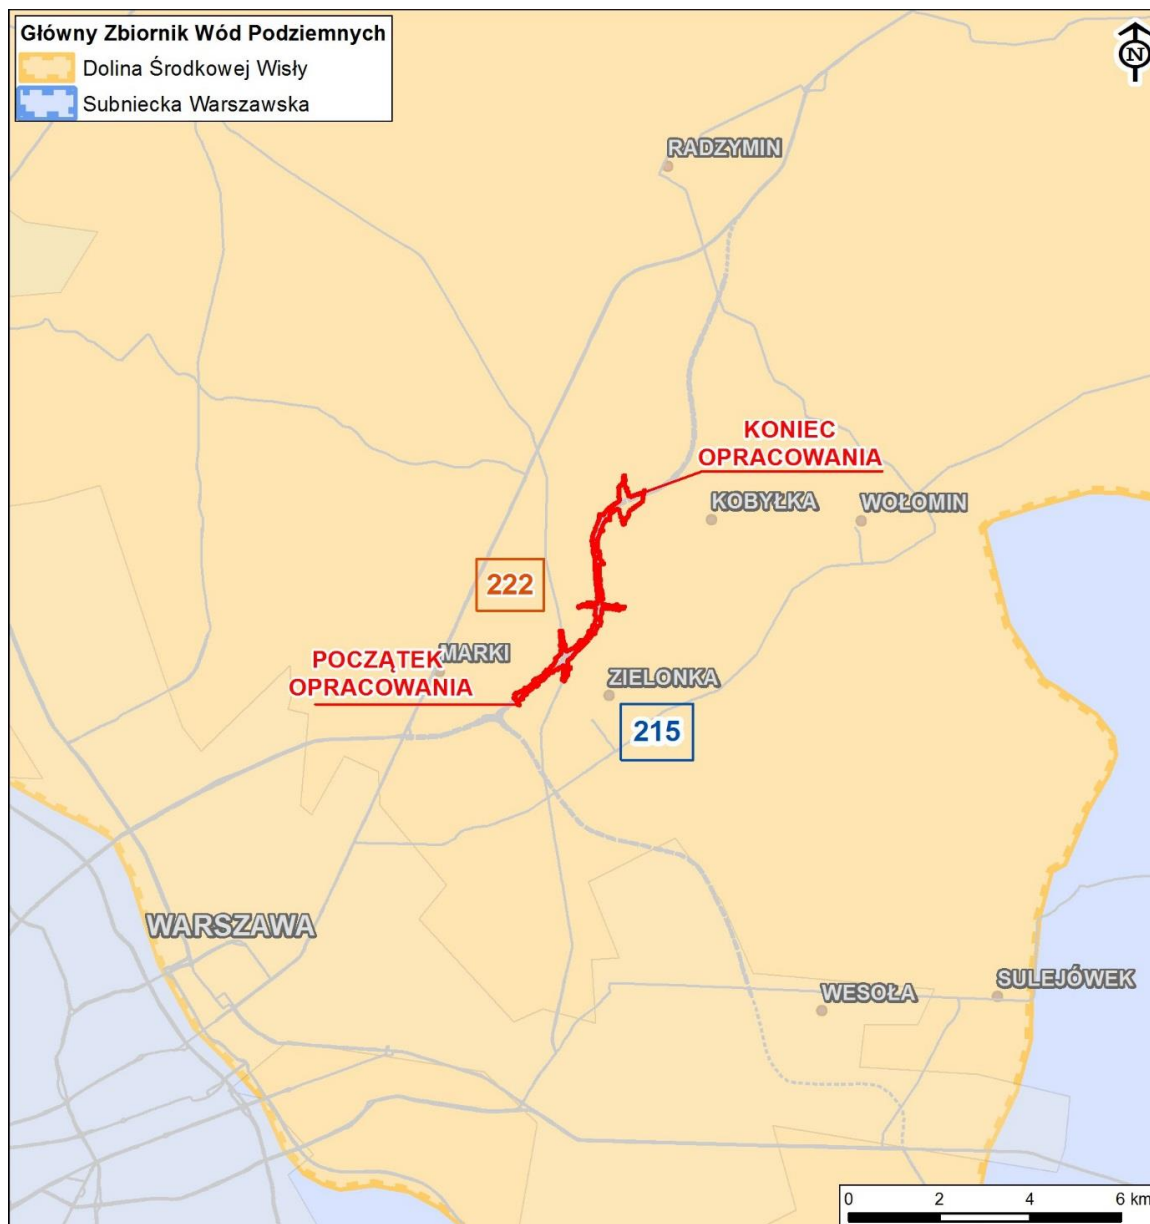 Główny Zbiornik Wód Podziemnych
Dolina Środkowej Wisły
Subniecka Warszawska
N
RADZYMIN
KONIEC
OPRACOWANIA
KOBYŁKA
WOŁOMIN
222
MARKI
POCZĄTEK
OPRACOWANIA
ZIELONKA
215
WARSZAWA
WESOŁA
SULEJÓWEK
0 2 4 6 km